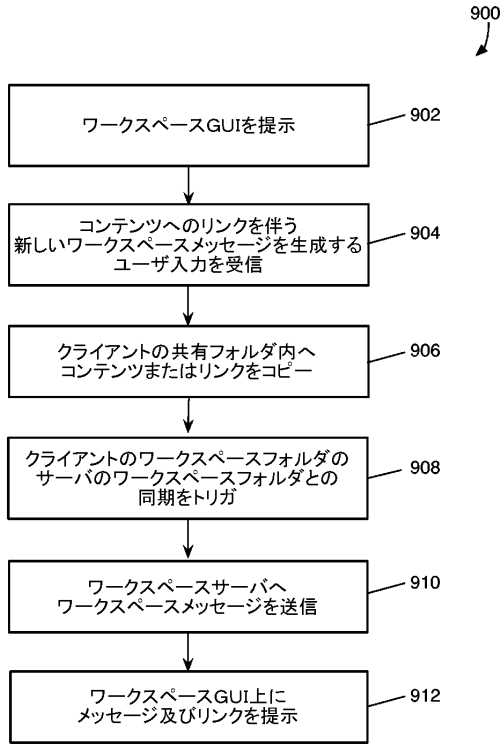 900
ワークスペースGUIを提示
902
コンテンツへのリンクを伴う
新しいワークスペースメッセージを生成する
ユーザ入力を受信
904
クライアントの共有フォルダ内へ
コンテンツまたはリンクをコピー
906
クライアントのワークスペースフォルダの
サーバのワークスペースフォルダとの
同期をトリガ
908
ワークスペースサーバへ
ワークスペースメッセージを送信
910
ワークスペースGUI上に
メッセージ及びリンクを提示
912